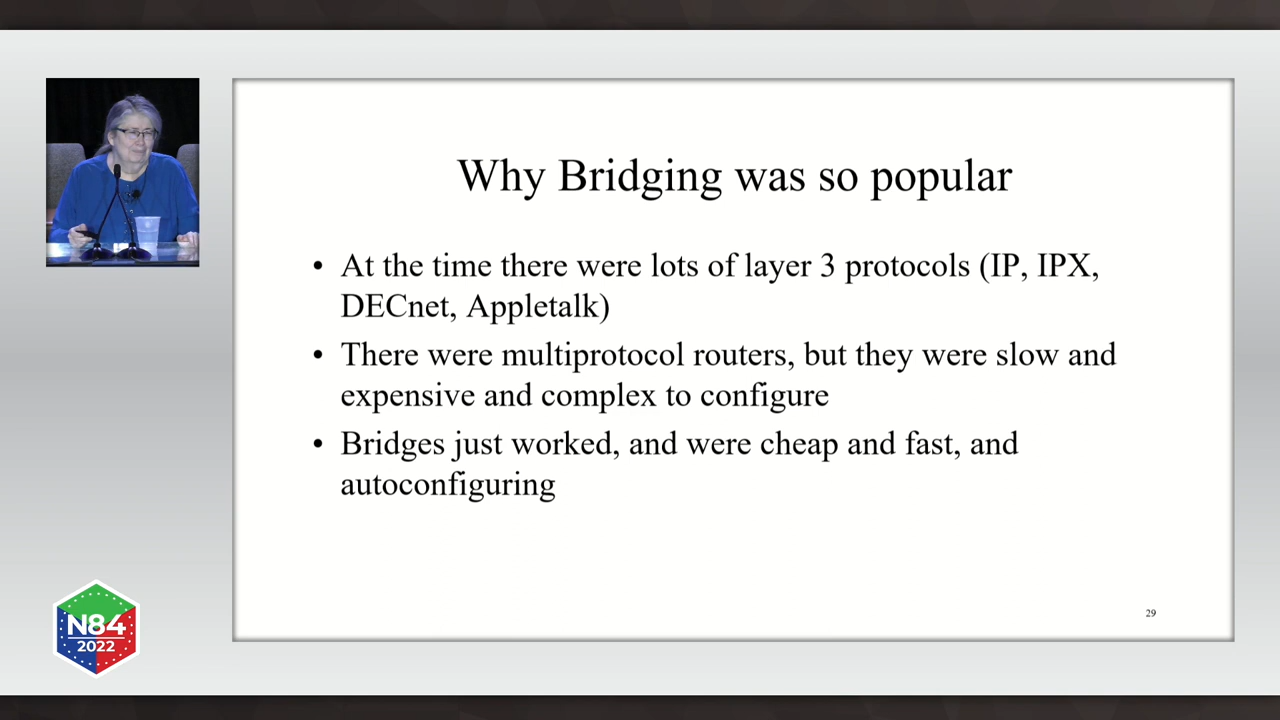 Why Bridging was so popular
• At the time there were lots of layer 3 protocols (IP, IPX,
DECnet, Appletalk)
• There were multiprotocol routers, but they were slow and
expensive and complex to configure
• Bridges just worked, and were cheap and fast, and
autoconfiguring
29
N84
2022